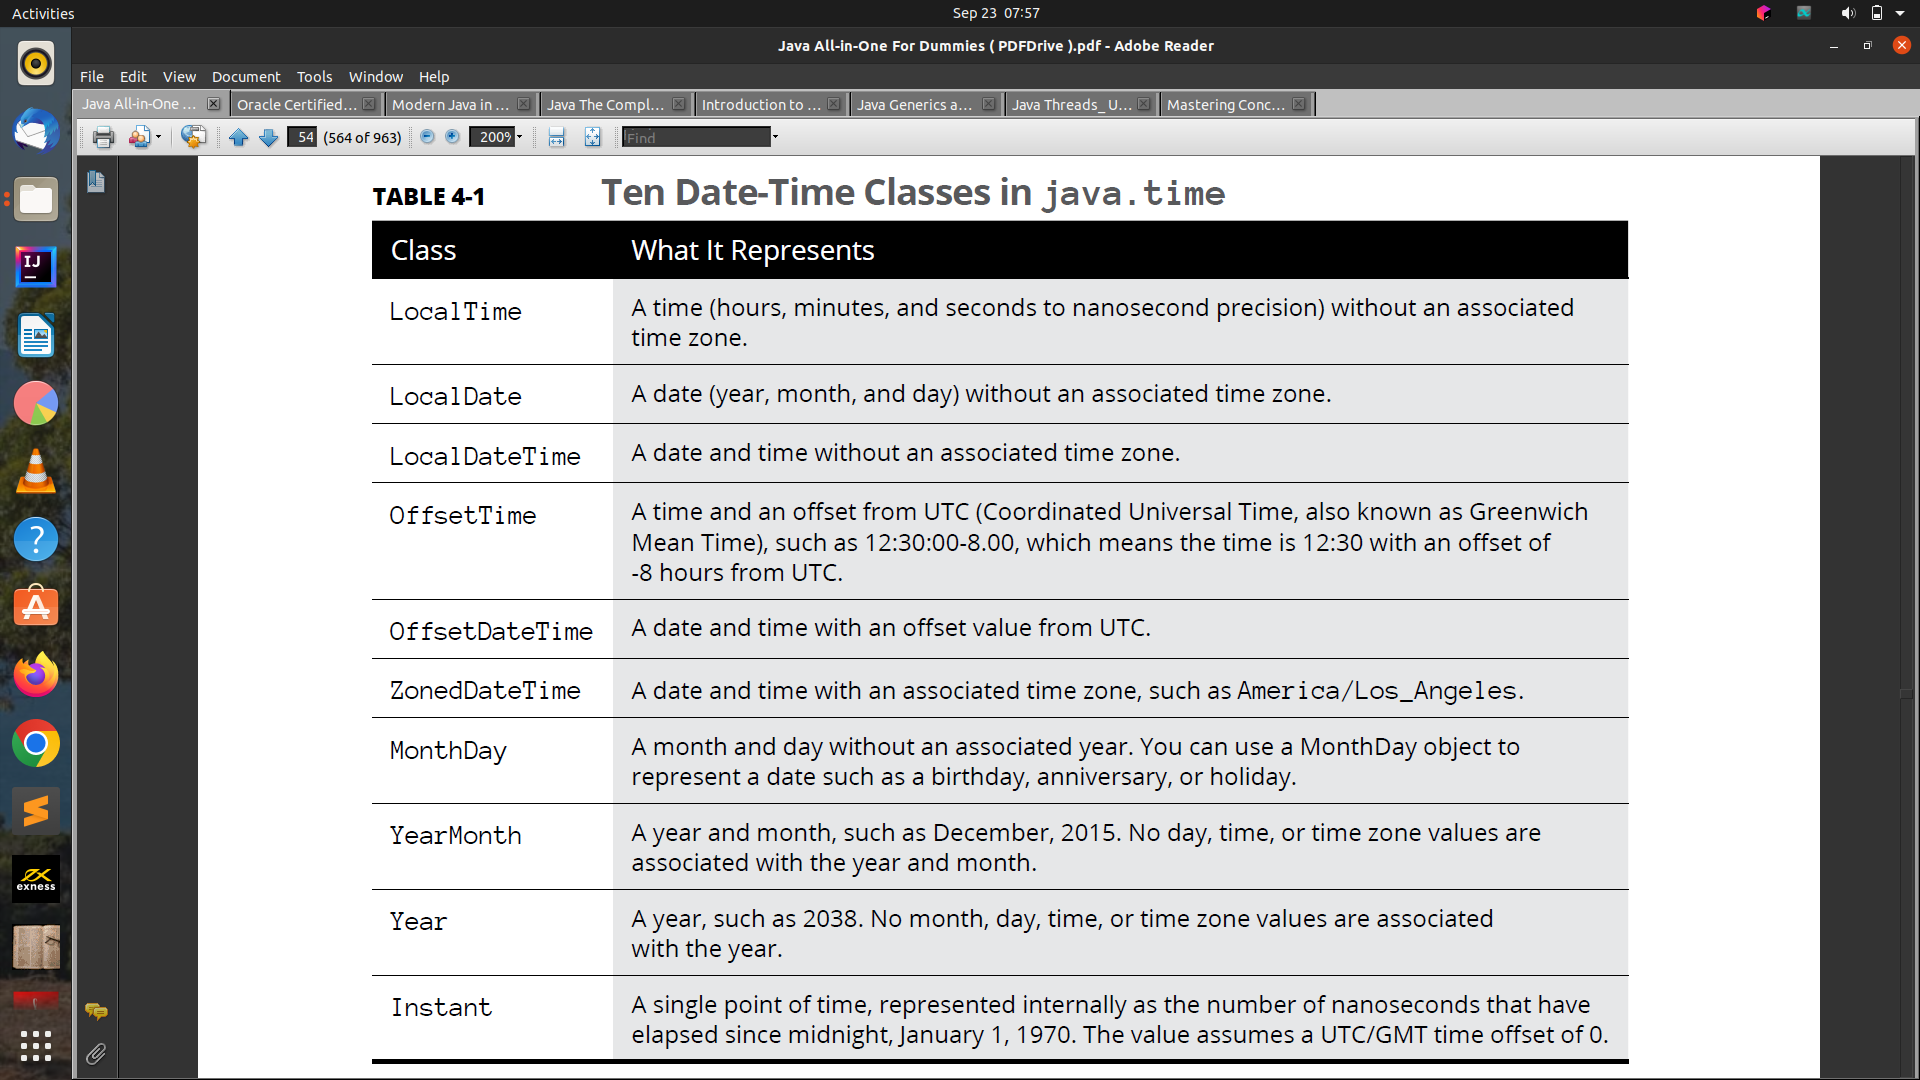 Activities
Sep 23 07:57
Java All-in-One For Dummies ( PDFDrive ).pdf - Adobe Reader
File Edit View Document Tools Window Help
Java All-in-One ... Oracle Certified... Modern Java in ... Java The Compl... Introduction to ... Java Generics a... Java Threads_ U... Mastering Conc...
54 (564 of 963) 200% Find
TABLE 4-1 Ten Date-Time Classes in java.time
Class What It Represents
LocalTime A time (hours, minutes, and seconds to nanosecond precision) without an associated
time zone.
LocalDate A date (year, month, and day) without an associated time zone.
LocalDateTime A date and time without an associated time zone.
OffsetTime A time and an offset from UTC (Coordinated Universal Time, also known as Greenwich
Mean Time), such as 12:30:00-8.00, which means the time is 12:30 with an offset of
-8 hours from UTC.
OffsetDateTime A date and time with an offset value from UTC.
ZonedDateTime A date and time with an associated time zone, such as America/Los_Angeles.
MonthDay A month and day without an associated year. You can use a MonthDay object to
represent a date such as a birthday, anniversary, or holiday.
YearMonth A year and month, such as December, 2015. No day, time, or time zone values are
associated with the year and month.
Year A year, such as 2038. No month, day, time, or time zone values are associated
with the year.
Instant A single point of time, represented internally as the number of nanoseconds that have
elapsed since midnight, January 1, 1970. The value assumes a UTC/GMT time offset of 0.
IJ
exness